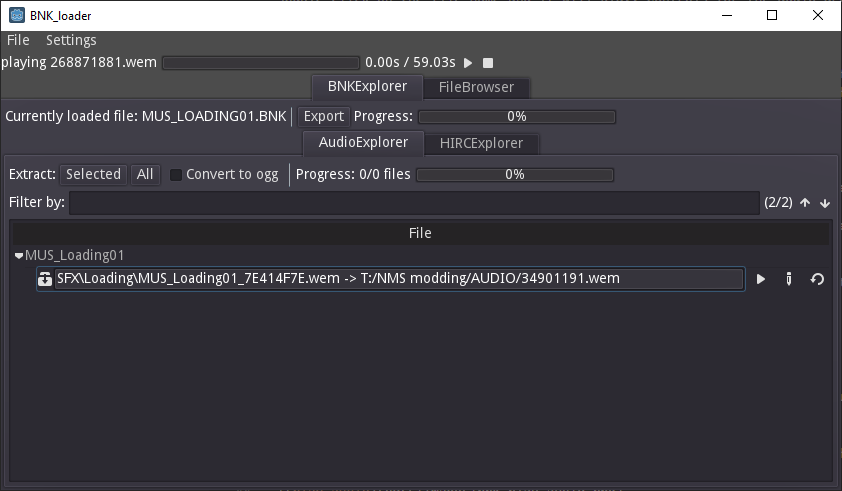 BNK_loader
File Settings
playing 268871881.wem 0.00s / 59.03s
BNKExplorer FileBrowser
Currently loaded file: MUS_LOADING01.BNK Export Progress: 0%
AudioExplorer HIRCExplorer
Extract: Selected All Convert to ogg Progress: 0/0 files 0%
Filter by: (2/2)
File
MUS_Loading01
SFX\Loading\MUS_Loading01_7E414F7E.wem -> T:/NMS modding/AUDIO/34901191.wem